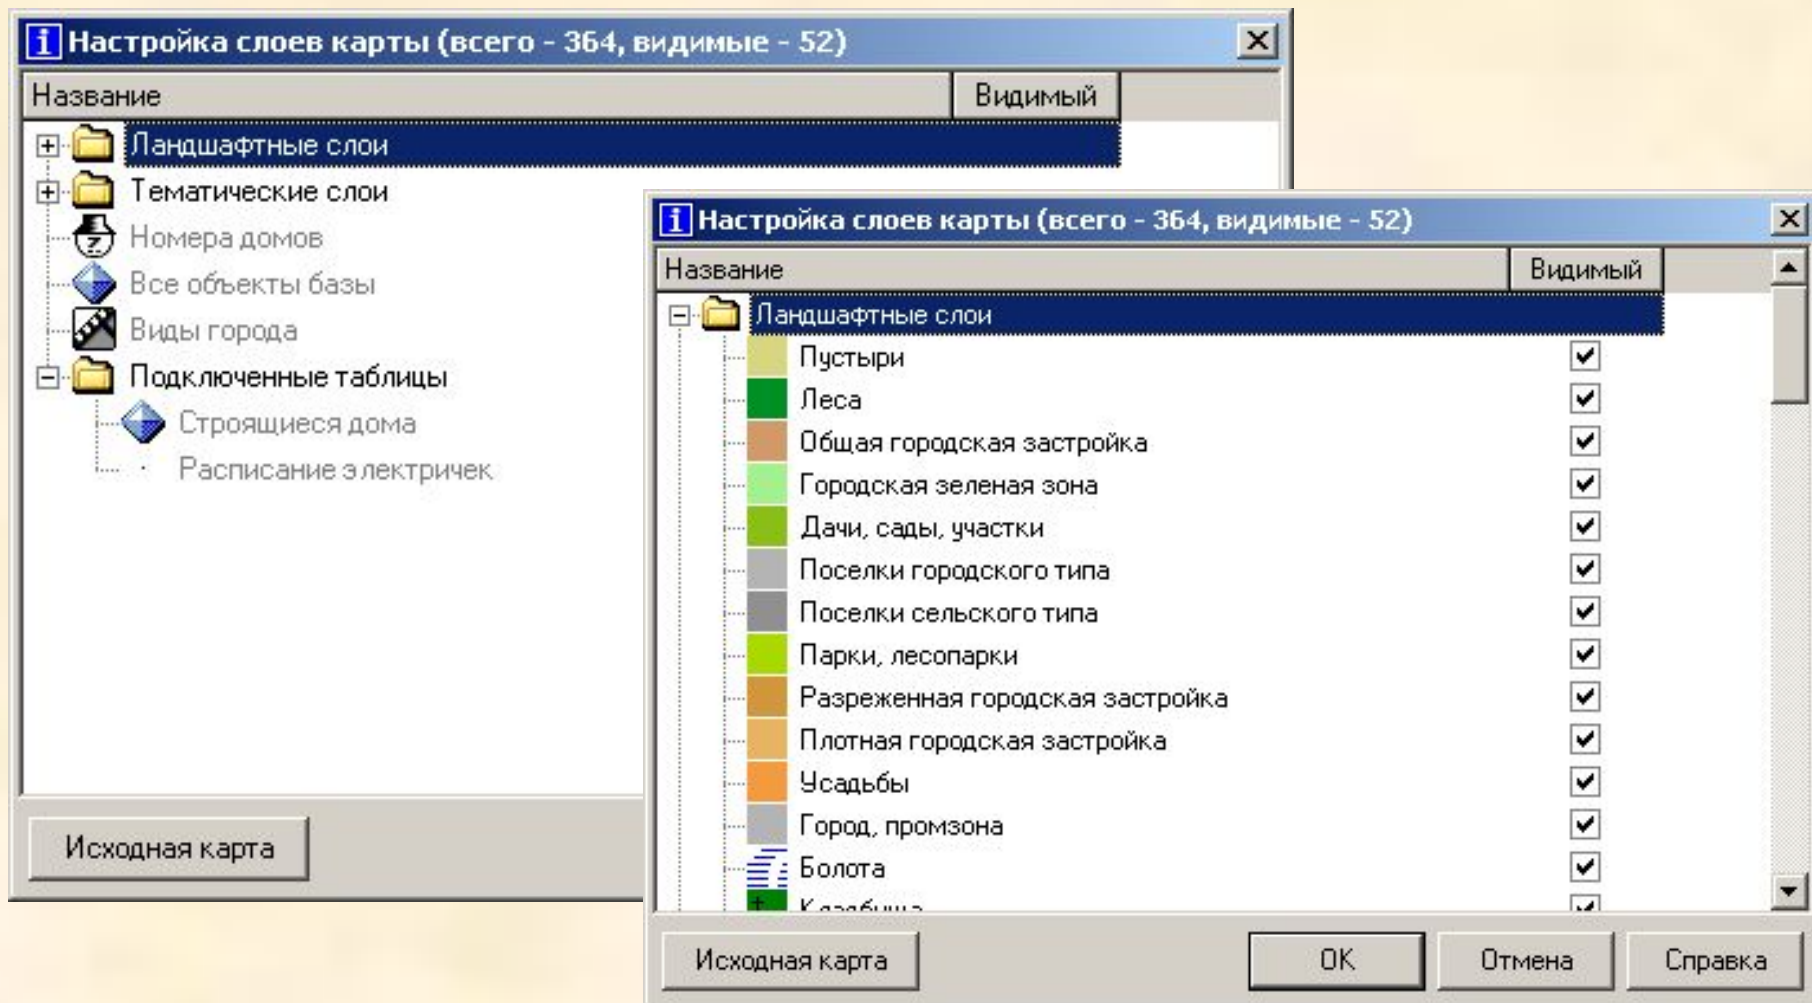 Настройка слоев карты (всего - 364, видимые - 52)
Название Видимый
Ландшафтные слои
Тематические слои
Номера домов
Все объекты базы
Виды города
Подключенные таблицы
Строящиеся дома
Расписание электричек
Исходная карта
Настройка слоев карты (всего - 364, видимые - 52)
Название Видимый
Ландшафтные слои
Пустыри
Леса
Общая городская застройка
Городская зеленая зона
Дачи, сады, участки
Поселки городского типа
Поселки сельского типа
Парки, лесопарки
Разреженная городская застройка
Плотная городская застройка
Усадьбы
Город, промзона
Болота
Исходная карта OK Отмена Справка